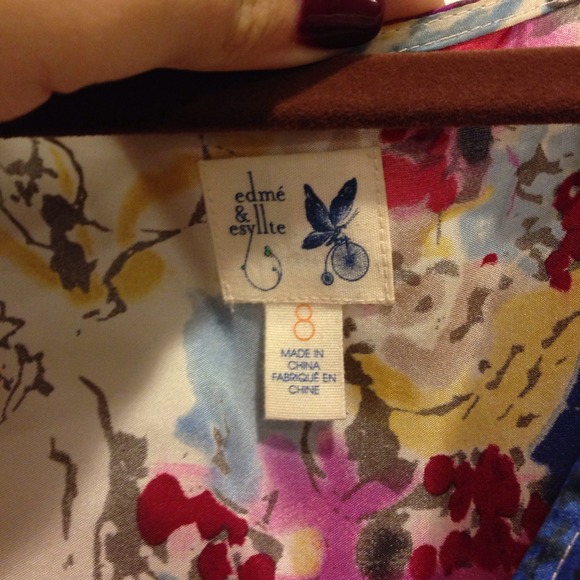 edmé
&
esyllte
8
MADE IN
CHINA
FABRIQUÉ EN
CHINE